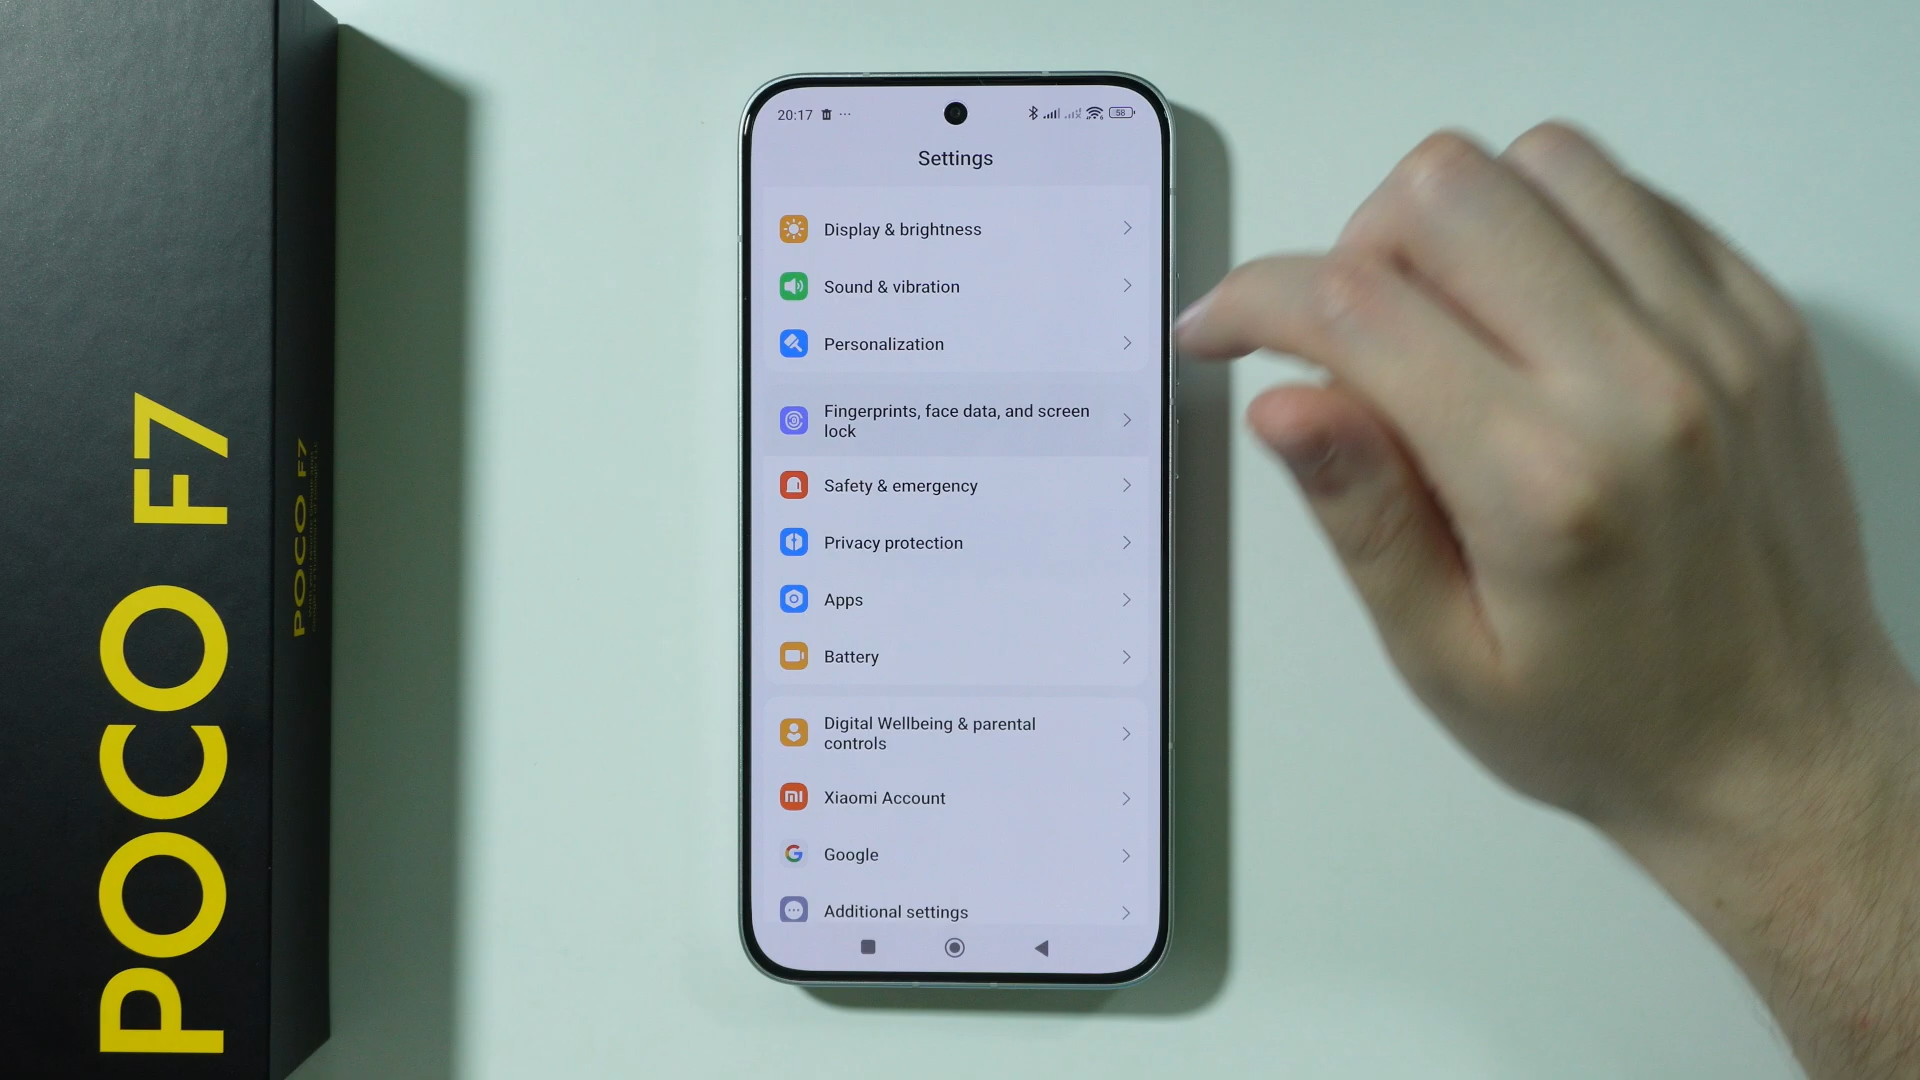 POCO F7
POCO F7
20:17
58
Settings
Display & brightness
Sound & vibration
Personalization
Fingerprints, face data, and screen
lock
Safety & emergency
Privacy protection
Apps
Battery
Digital Wellbeing & parental
controls
Xiaomi Account
Google
Additional settings